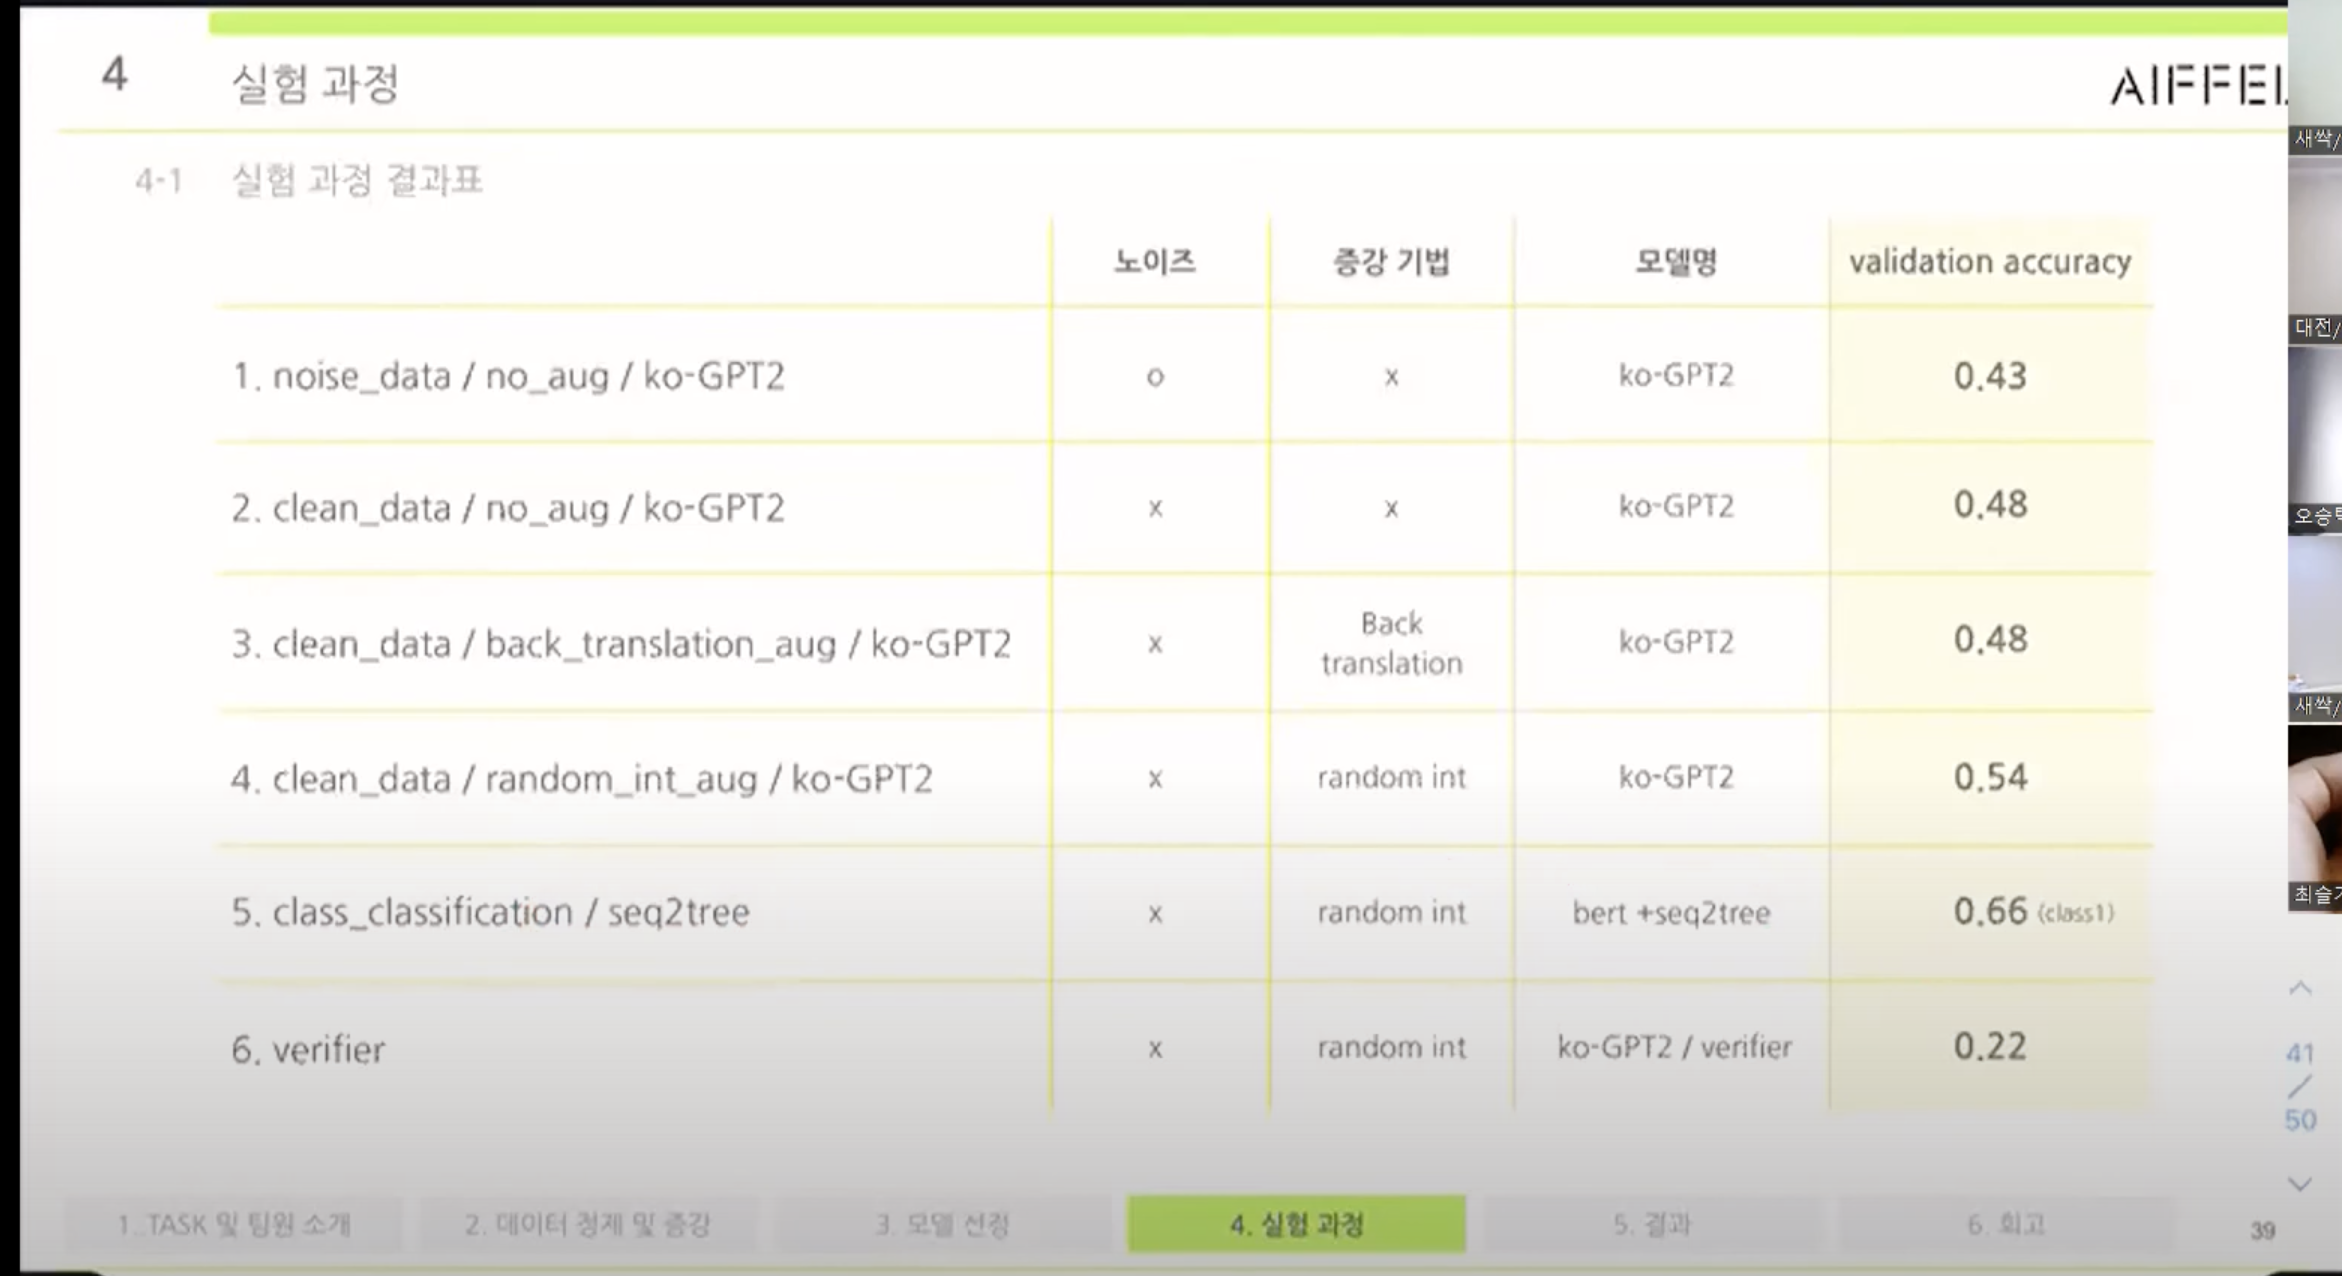 4 실험 과정 AIFFEL
4-1 실험 과정 결과표
노이즈 증강 기법 모델명 validation accuracy
1. noise_data / no_aug / ko-GPT2 o x ko-GPT2 0.43
2. clean_data / no_aug / ko-GPT2 x x ko-GPT2 0.48
3. clean_data / back_translation_aug / ko-GPT2 x Back translation ko-GPT2 0.48
4. clean_data / random_int_aug / ko-GPT2 x random int ko-GPT2 0.54
5. class_classification / seq2tree x random int bert +seq2tree 0.66 (class1)
6. verifier x random int ko-GPT2 / verifier 0.22
1. TASK 및 팀원 소개 2. 데이터 정제 및 증강 3. 모델 선정 4. 실험 과정 5. 결과 6. 회고 39
새싹/
대전/
오승
새싹/
최슬
41
/
50